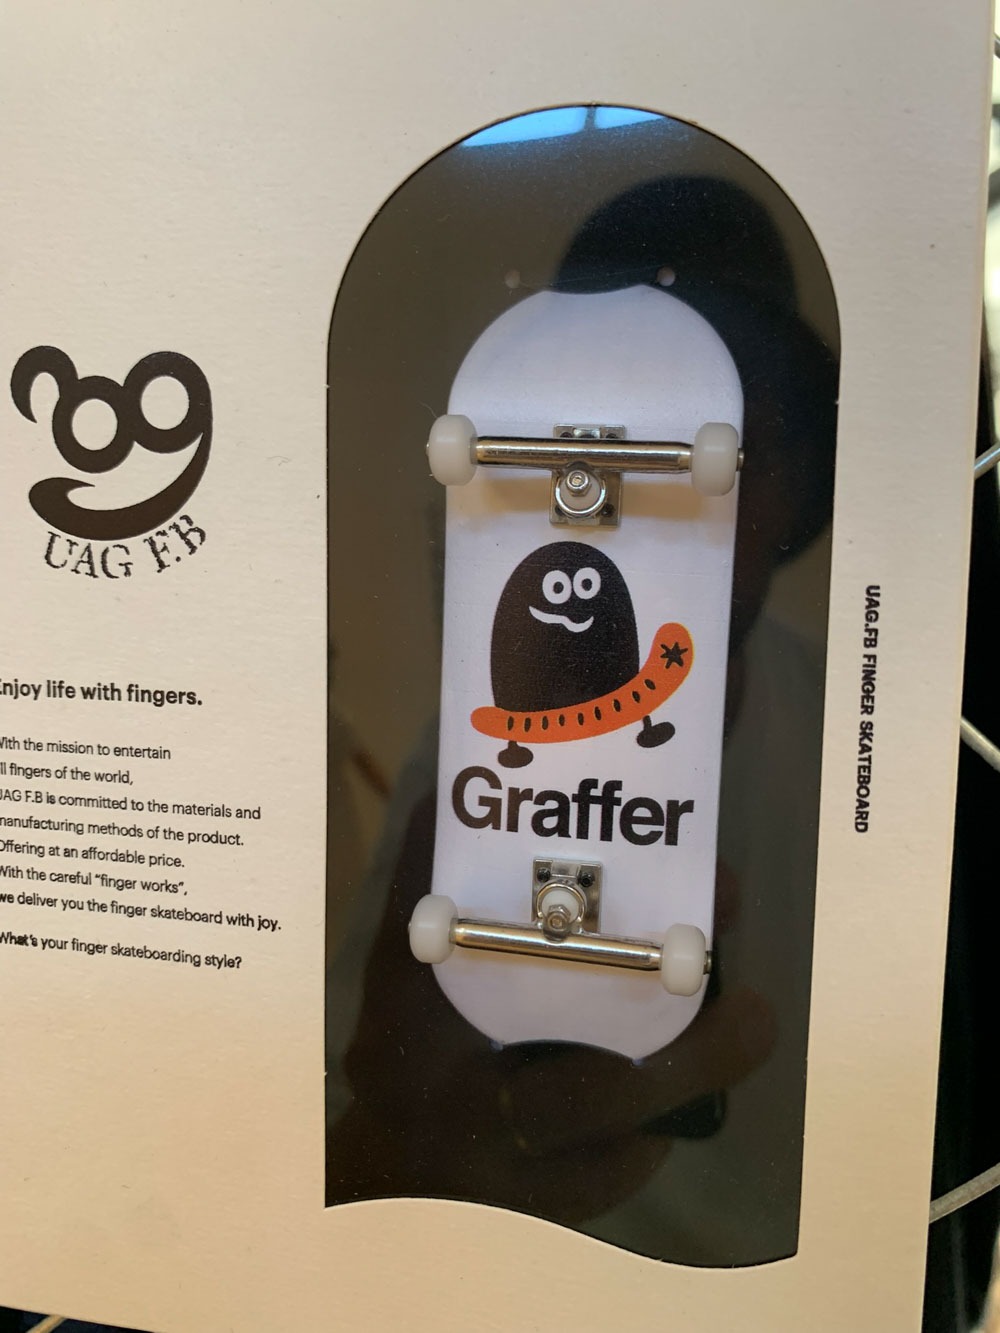 UAG F.B
Enjoy life with fingers.
With the mission to entertain
all fingers of the world,
UAG F.B is committed to the materials and
manufacturing methods of the product.
Offering at an affordable price.
With the careful “finger works”,
we deliver you the finger skateboard with joy.
What's your finger skateboarding style?
Graffer
UAG.FB FINGER SKATEBOARD